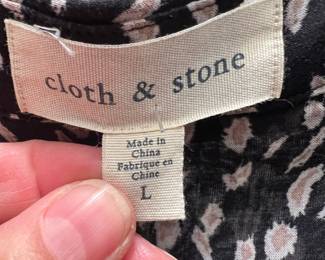 cloth & stone
Made in
China
Fabriqué en
Chine
L